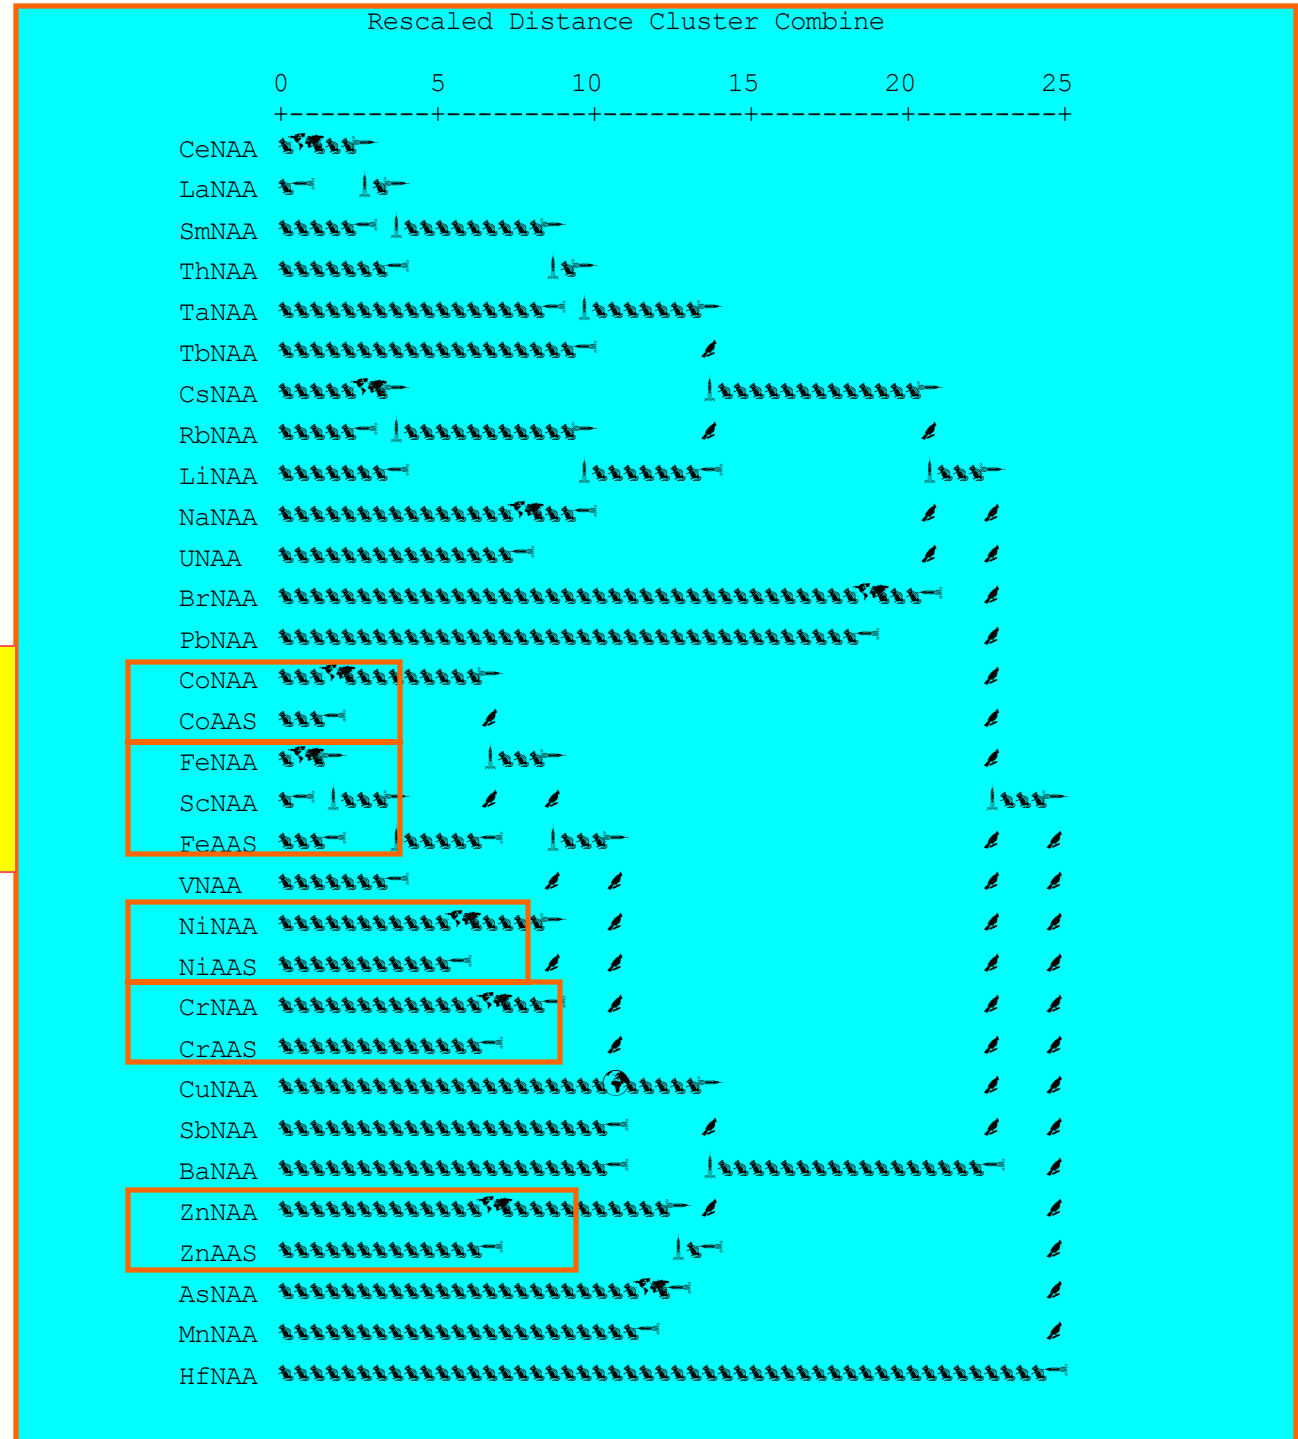 Rescaled Distance Cluster Combine
0 5 10 15 20 25
+---------+---------+---------+---------+---------+
CeNAA
LaNAA
SmNAA
ThNAA
TaNAA
TbNAA
CsNAA
RbNAA
LiNAA
NaNAA
UNAA
BrNAA
PbNAA
CoNAA
CoAAS
FeNAA
ScNAA
FeAAS
VNAA
NiNAA
NiAAS
CrNAA
CrAAS
CuNAA
SbNAA
BaNAA
ZnNAA
ZnAAS
AsNAA
MnNAA
HfNAA